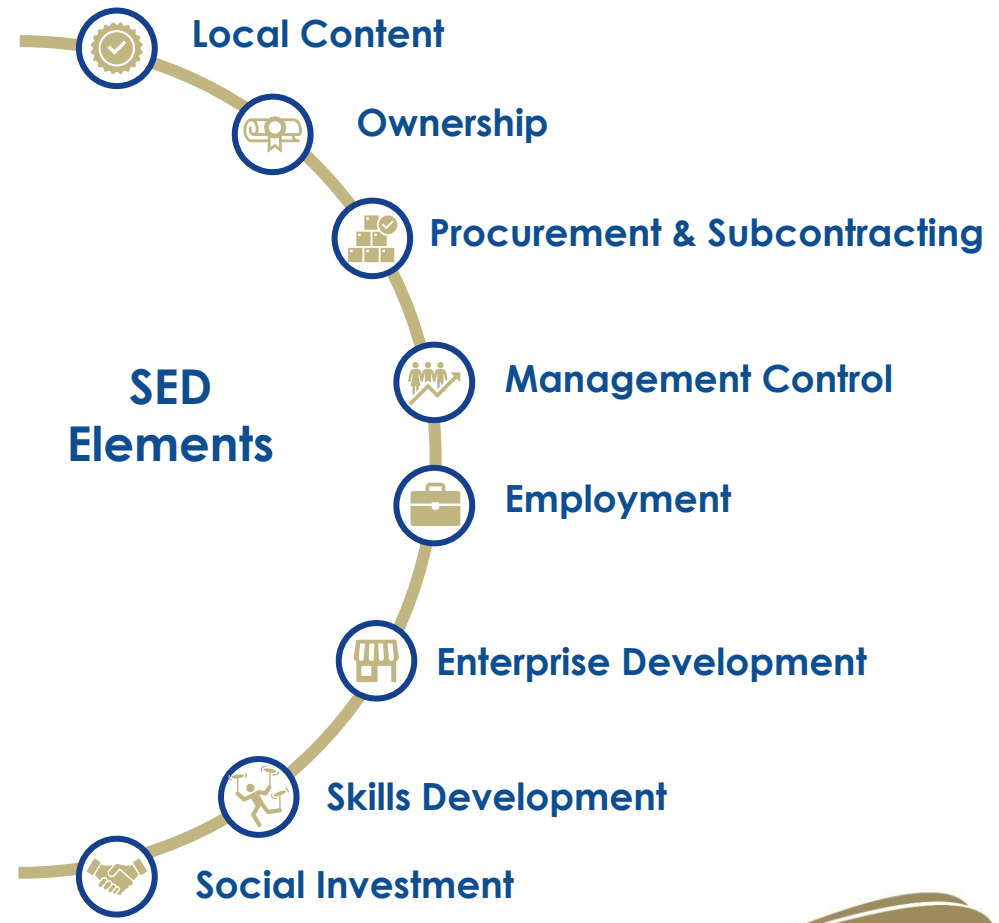 Local Content
Ownership
Procurement & Subcontracting
Management Control
SED
Elements
Employment
Enterprise Development
Skills Development
Social Investment